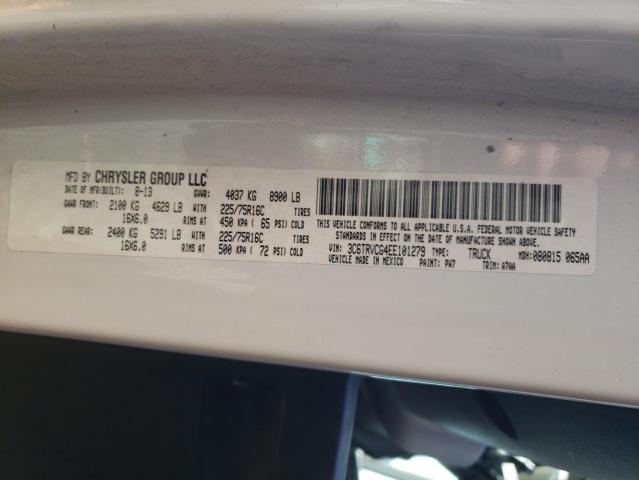 MFD BY CHRYSLER GROUP LLC
DATE OF MFR(BUILT): 8-13 GVWR: 4037 KG 8900 LB
GAWR FRONT: 2100 KG 4629 LB WITH 225/75R16C TIRES
16X6.0 RIMS AT 450 KPA ( 65 PSI) COLD
GAWR REAR: 2400 KG 5291 LB WITH 225/75R16C TIRES
16X6.0 RIMS AT 500 KPA ( 72 PSI) COLD
THIS VEHICLE CONFORMS TO ALL APPLICABLE U.S.A. FEDERAL MOTOR VEHICLE SAFETY
STANDARDS IN EFFECT ON THE DATE OF MANUFACTURE SHOWN ABOVE.
VIN: 3C6TRVCG4EE101279 TYPE: TRUCK MDH: 080815 065AA
VEHICLE MADE IN MEXICO PAINT: PW7 TRIM: A7AA